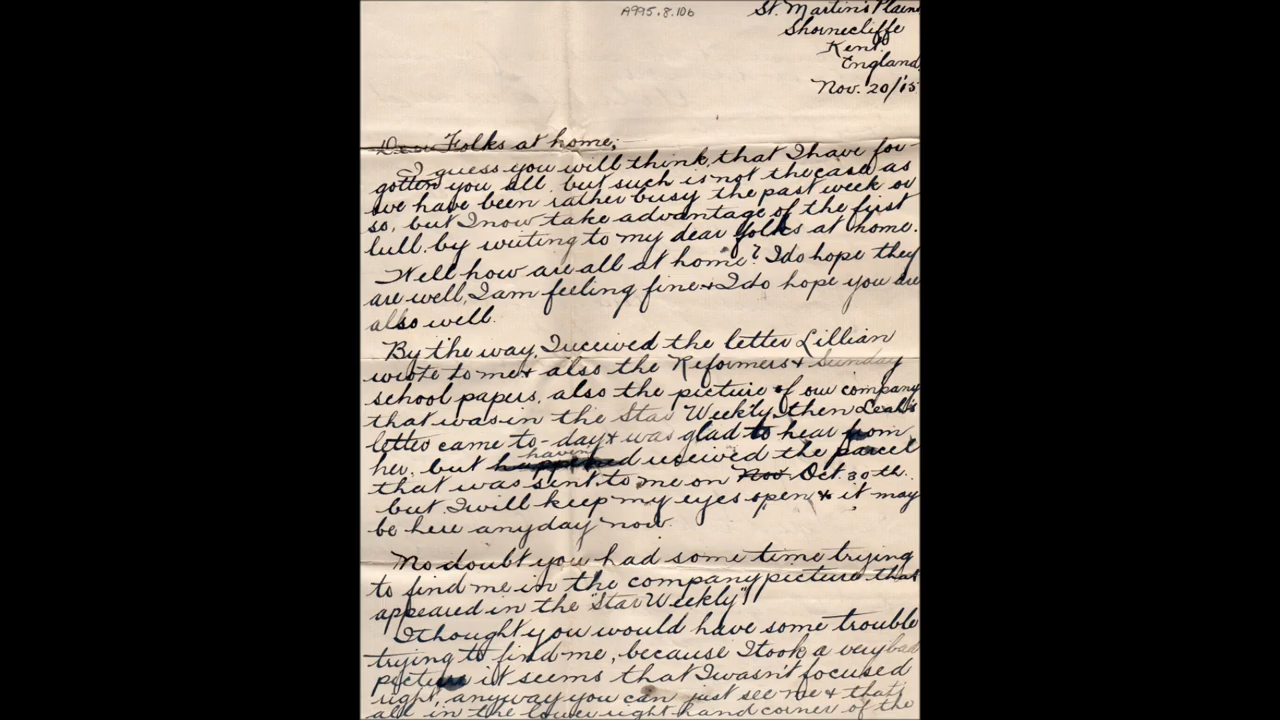 A995.8.10b
St. Martin's Plain
Shornecliffe
Kent.
England,
Nov. 20/15
Dear Folks at home;
I guess you will think, that I have for-
gotten you all, but such is not the case as
we have been rather busy the past week or
so, but I now take advantage of the first
lull, by writing to my dear folks at home.
Well how are all at home? I do hope they
are well, I am feeling fine & I do hope you are
also well.
By the way, I received the letter Lillian
wrote to me & also the Reformers & Sunday
school papers, also the picture of our company
that was in the Star Weekly, then Leah's
letter came to-day & was glad to hear from
her, but having received the parcel
that was sent to me on Nov Oct. 30th.
but I will keep my eyes open & it may
be here anyday now.
No doubt you had some time trying
to find me in the company picture that
appeared in the "Star Weekly"!
I thought you would have some trouble
trying to find me, because I took a very bad
picture it seems that I wasn't focused
right, anyway you can just see me & that's
all in the lower right hand corner of the